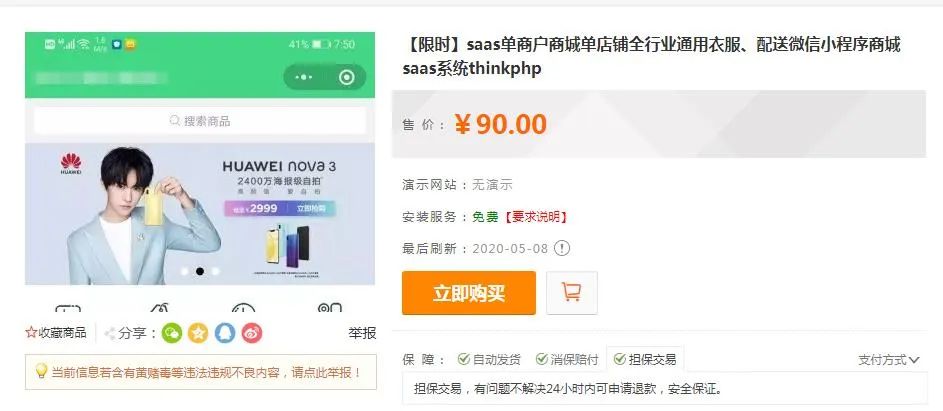 【限时】saas单商户商城单店铺全行业通用衣服、配送微信小程序商城
saas系统thinkphp
HD 4G 1.8 M/s 41% 7:50
搜索商品
HUAWEI
HUAWEI nova 3
2400万海报级自拍
2999 立即抢购
售 价： ￥90.00
演示网站：无演示
安装服务：免费【要求说明】
最后刷新：2020-05-08
立即购买
收藏商品 分享： 举报
当前信息若含有黄赌毒等违法违规不良内容，请点此举报！
保 障： 自动发货 消保赔付 担保交易 支付方式
担保交易，有问题不解决24小时内可申请退款，安全保证。